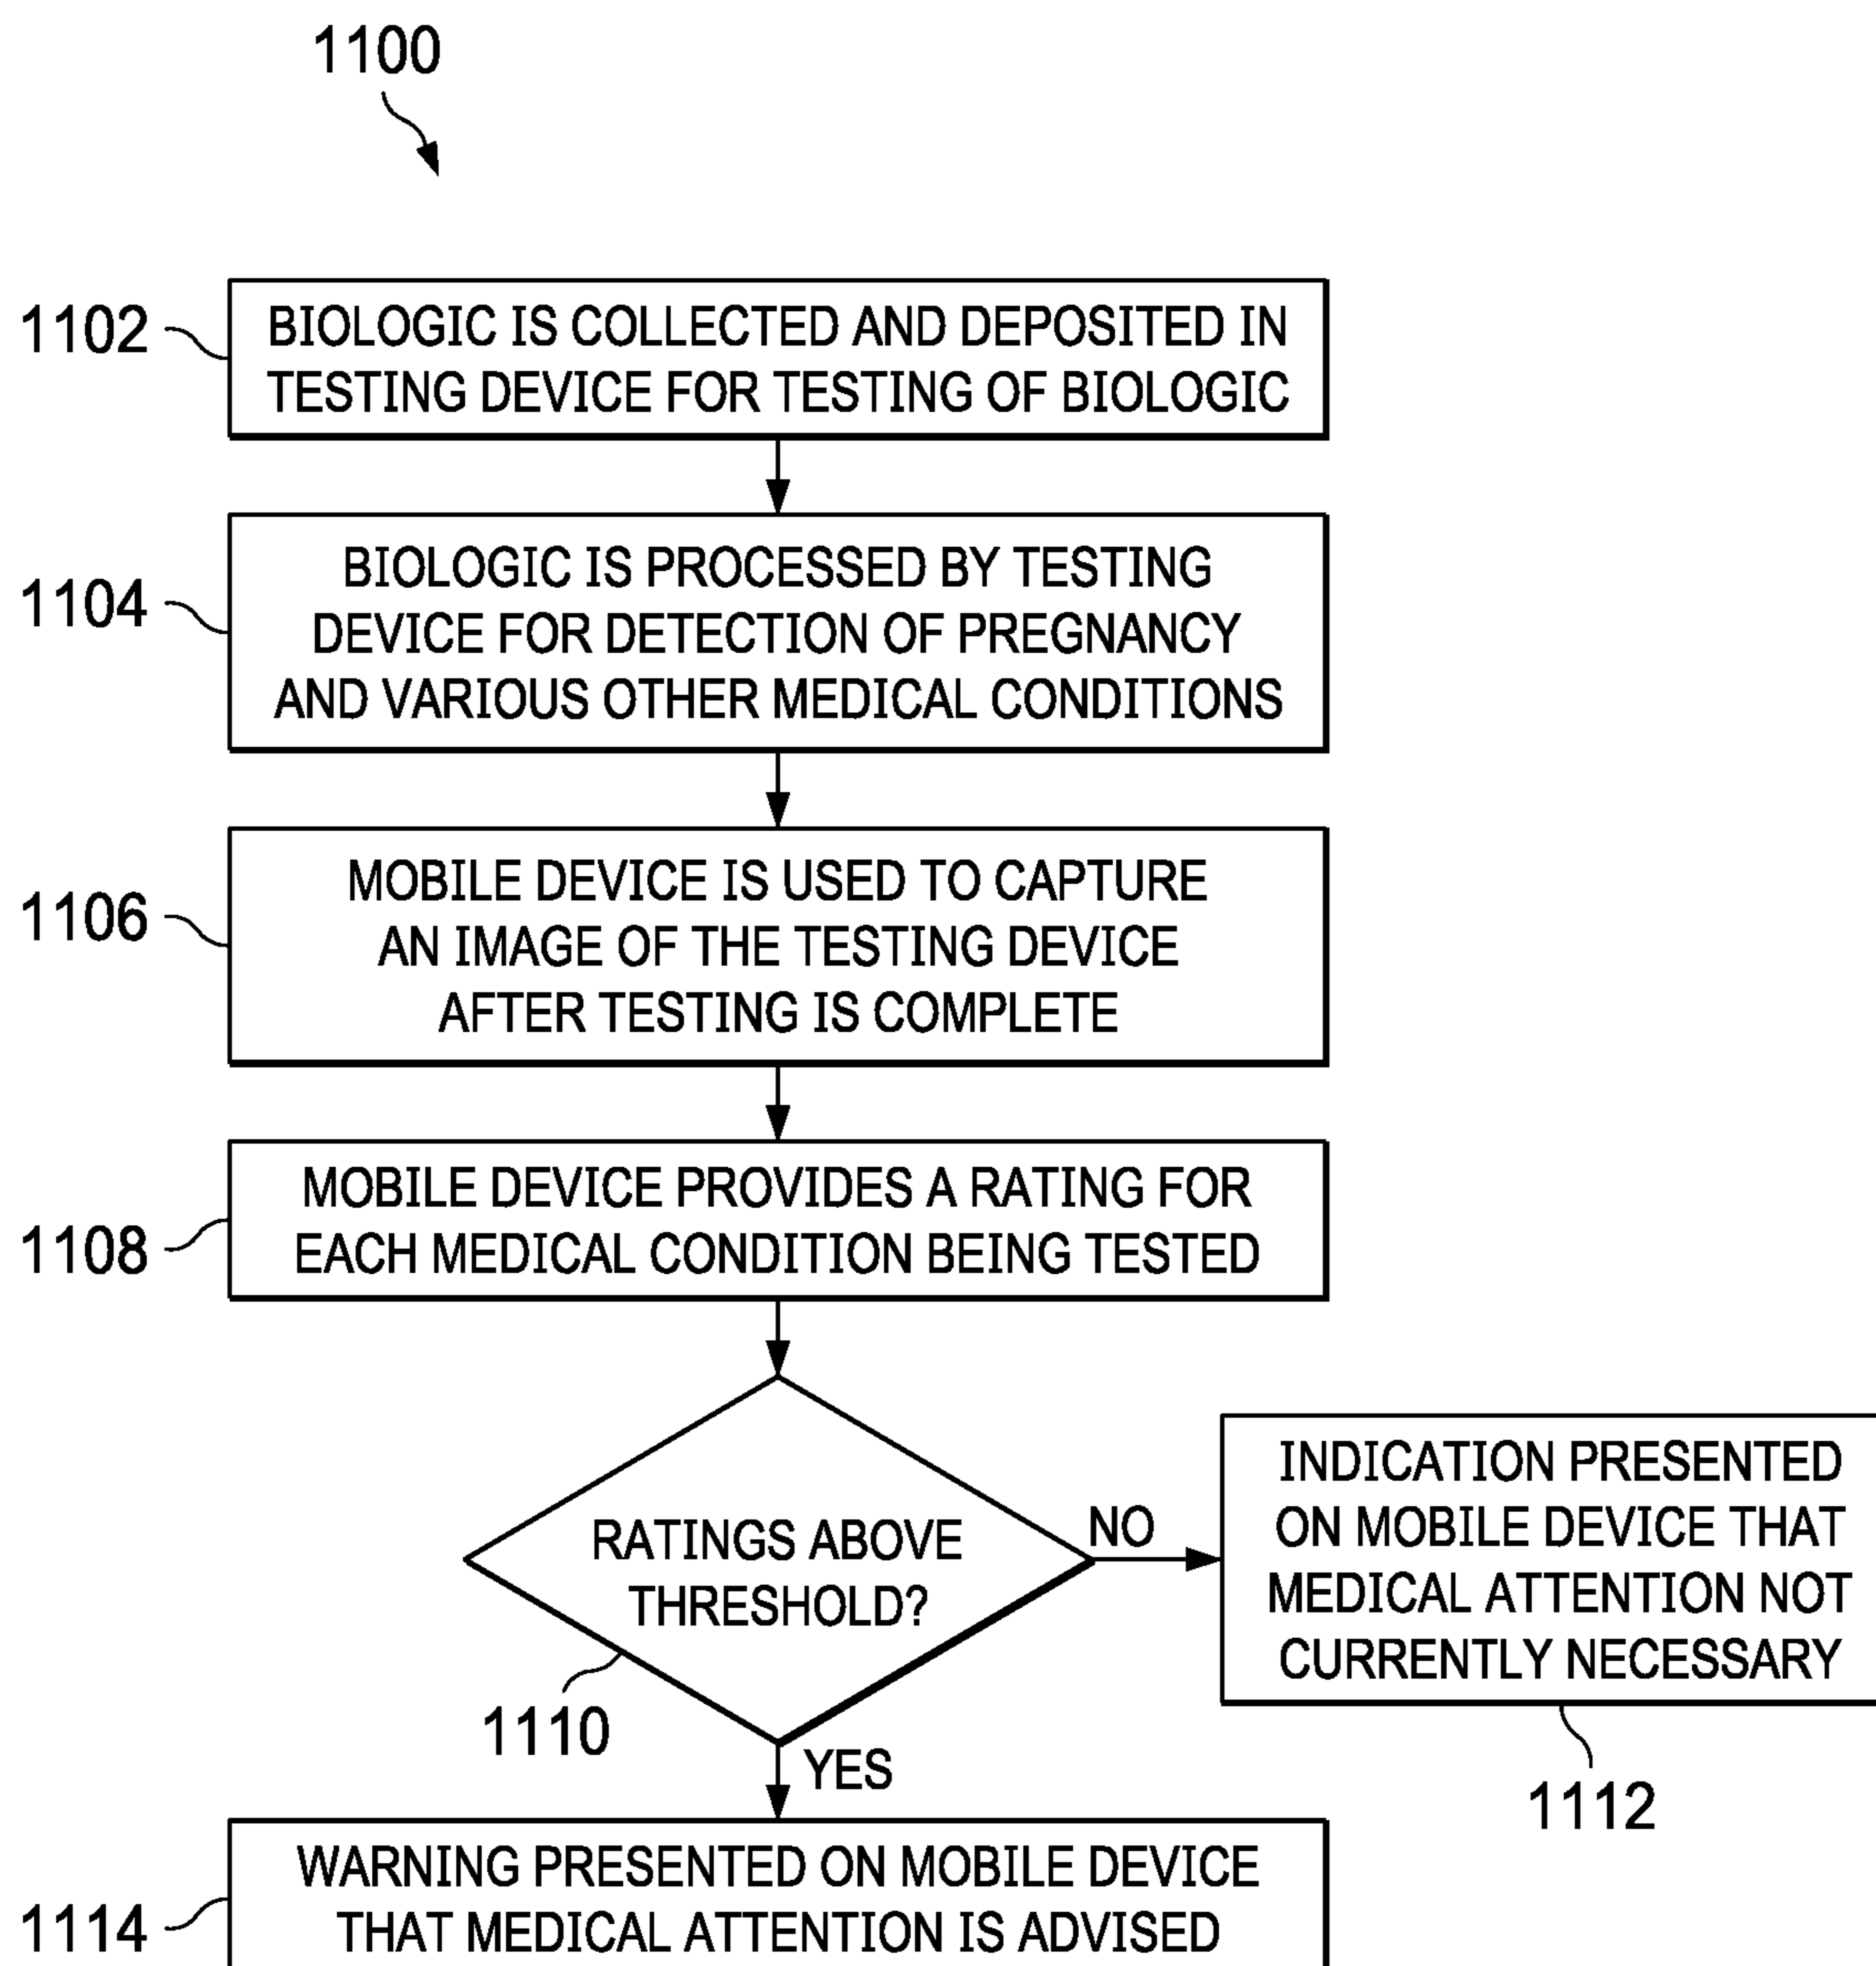 1100
1102
BIOLOGIC IS COLLECTED AND DEPOSITED IN
TESTING DEVICE FOR TESTING OF BIOLOGIC
1104
BIOLOGIC IS PROCESSED BY TESTING
DEVICE FOR DETECTION OF PREGNANCY
AND VARIOUS OTHER MEDICAL CONDITIONS
1106
MOBILE DEVICE IS USED TO CAPTURE
AN IMAGE OF THE TESTING DEVICE
AFTER TESTING IS COMPLETE
1108
MOBILE DEVICE PROVIDES A RATING FOR
EACH MEDICAL CONDITION BEING TESTED
RATINGS ABOVE
THRESHOLD?
1110
NO
INDICATION PRESENTED
ON MOBILE DEVICE THAT
MEDICAL ATTENTION NOT
CURRENTLY NECESSARY
1112
YES
1114
WARNING PRESENTED ON MOBILE DEVICE
THAT MEDICAL ATTENTION IS ADVISED